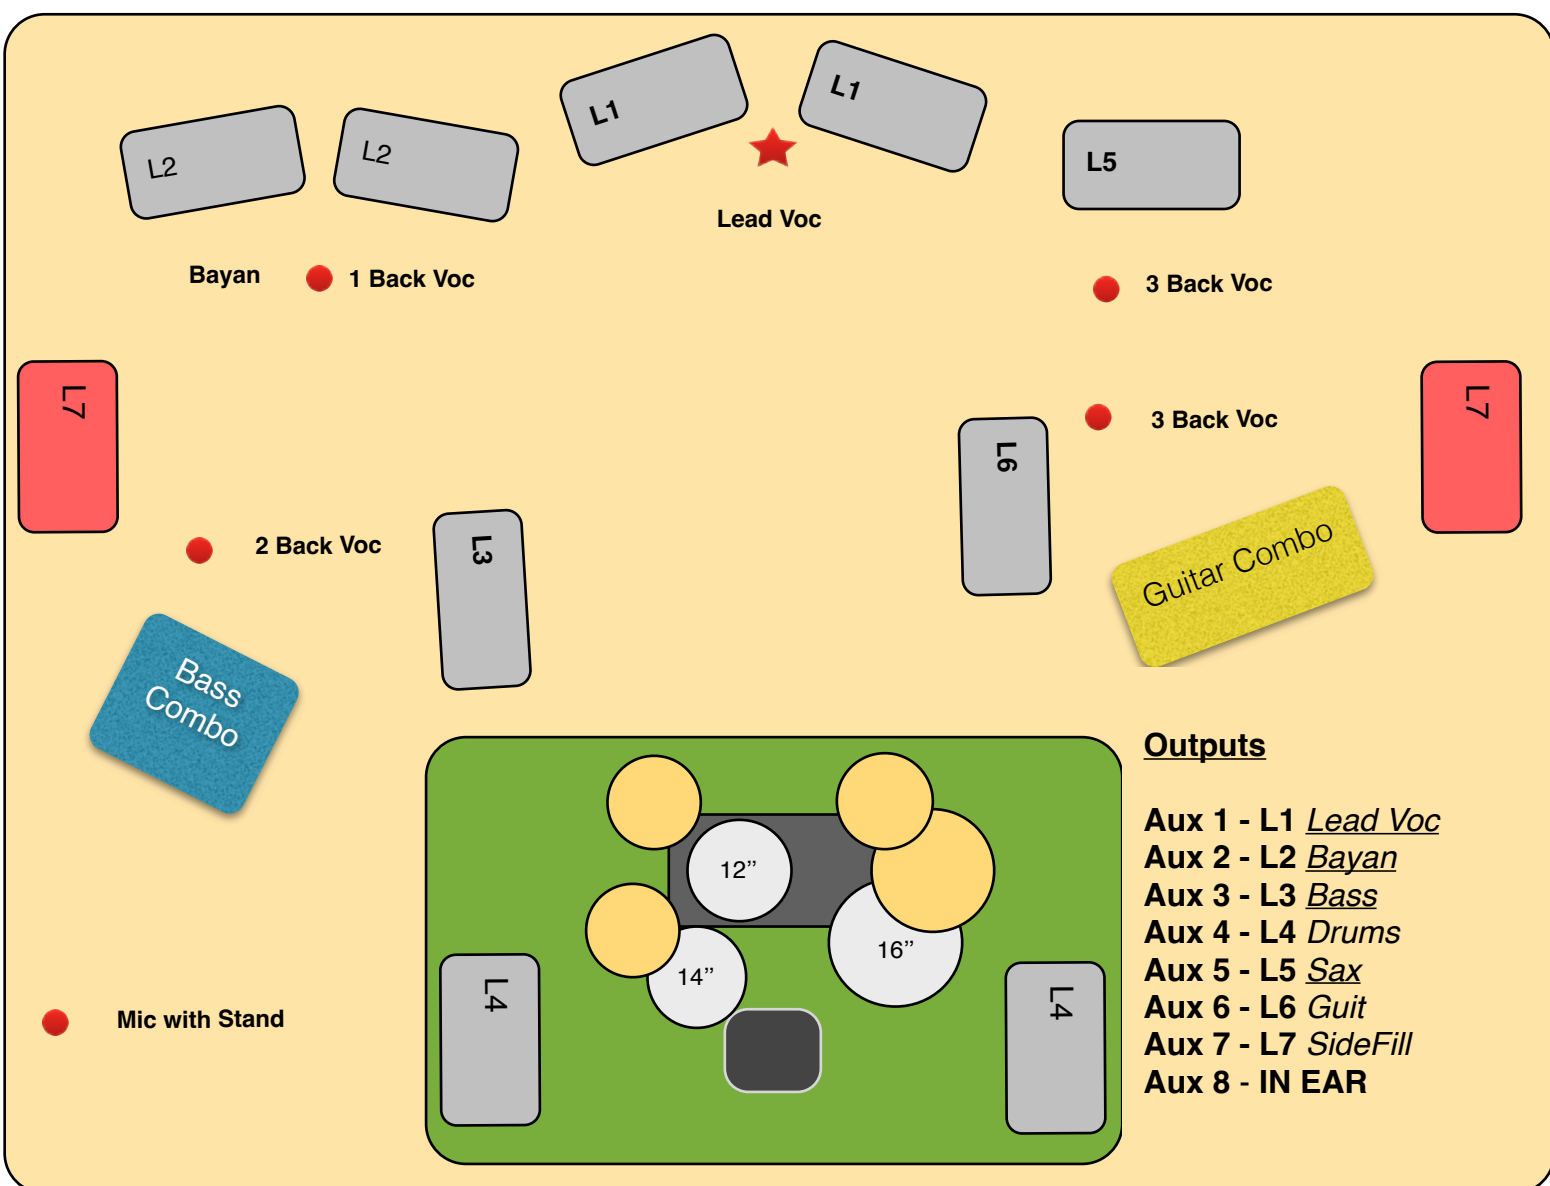 L1
L1
L2
L2
L5
Lead Voc
Bayan
1 Back Voc
3 Back Voc
L7
L7
3 Back Voc
L6
2 Back Voc
L3
Guitar Combo
Bass
Combo
Outputs
Aux 1 - L1 Lead Voc
Aux 2 - L2 Bayan
Aux 3 - L3 Bass
Aux 4 - L4 Drums
Aux 5 - L5 Sax
Aux 6 - L6 Guit
Aux 7 - L7 SideFill
Aux 8 - IN EAR
12”
16”
14”
L4
L4
Mic with Stand